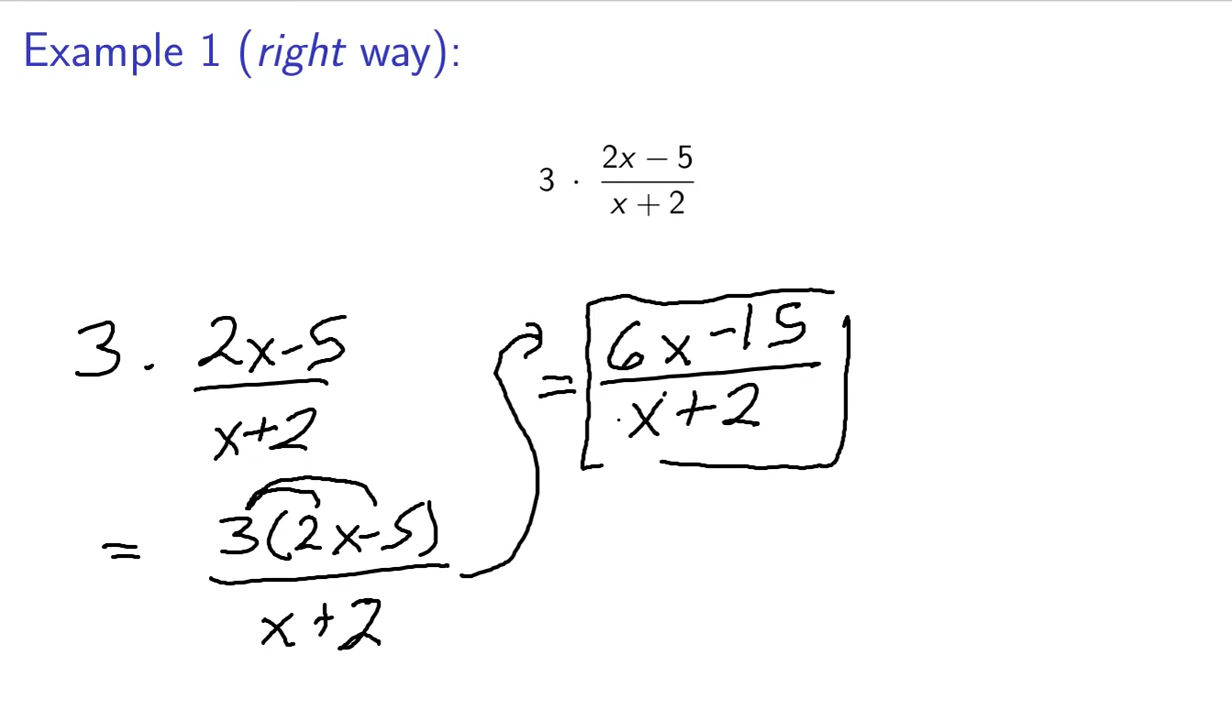 Example 1 (right way):
3 · (2x − 5)/(x + 2)
3 · (2x-5)/(x+2)
= 3(2x-5)/(x+2)
= (6x-15)/(x+2)